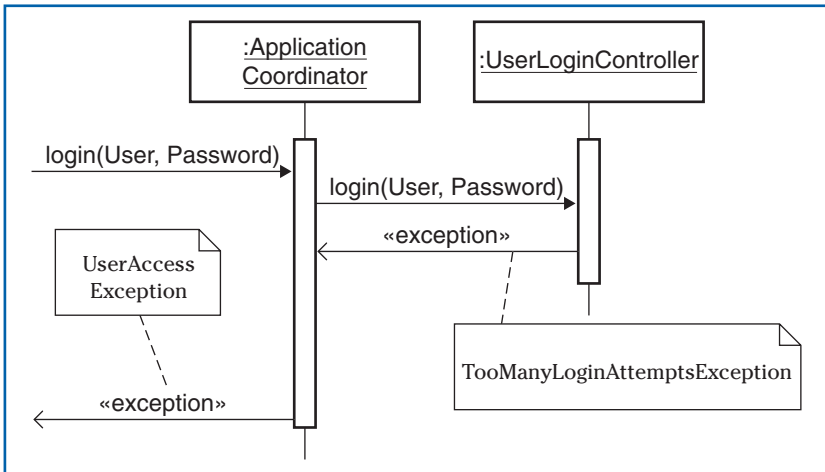 :Application
Coordinator
:UserLoginController
login(User, Password)
login(User, Password)
«exception»
UserAccess
Exception
TooManyLoginAttemptsException
«exception»